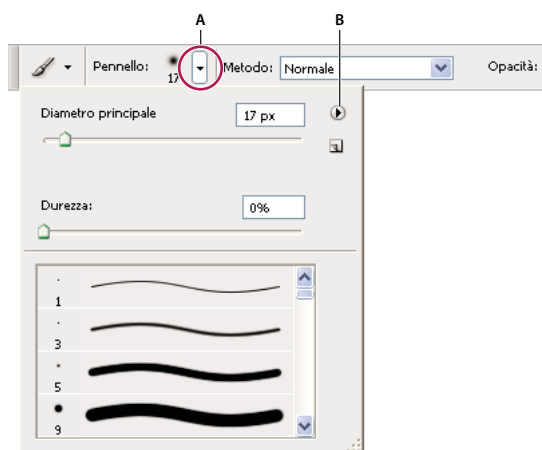 A B
Pennello: 17 Metodo: Normale Opacità:
Diametro principale 17 px
Durezza: 0%
1
3
5
9